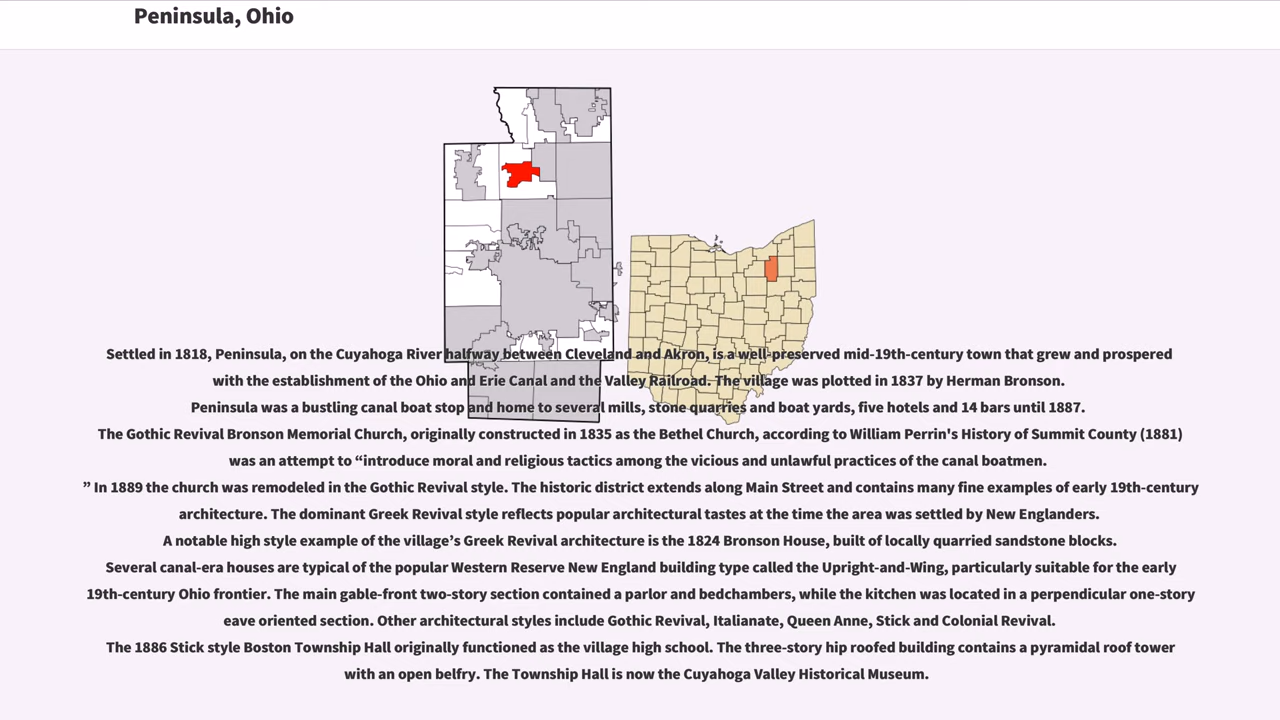 Peninsula, Ohio
Settled in 1818, Peninsula, on the Cuyahoga River halfway between Cleveland and Akron, is a well-preserved mid-19th-century town that grew and prospered
with the establishment of the Ohio and Erie Canal and the Valley Railroad. The village was plotted in 1837 by Herman Bronson.
Peninsula was a bustling canal boat stop and home to several mills, stone quarries and boat yards, five hotels and 14 bars until 1887.
The Gothic Revival Bronson Memorial Church, originally constructed in 1835 as the Bethel Church, according to William Perrin's History of Summit County (1881)
was an attempt to “introduce moral and religious tactics among the vicious and unlawful practices of the canal boatmen.
” In 1889 the church was remodeled in the Gothic Revival style. The historic district extends along Main Street and contains many fine examples of early 19th-century
architecture. The dominant Greek Revival style reflects popular architectural tastes at the time the area was settled by New Englanders.
A notable high style example of the village’s Greek Revival architecture is the 1824 Bronson House, built of locally quarried sandstone blocks.
Several canal-era houses are typical of the popular Western Reserve New England building type called the Upright-and-Wing, particularly suitable for the early
19th-century Ohio frontier. The main gable-front two-story section contained a parlor and bedchambers, while the kitchen was located in a perpendicular one-story
eave oriented section. Other architectural styles include Gothic Revival, Italianate, Queen Anne, Stick and Colonial Revival.
The 1886 Stick style Boston Township Hall originally functioned as the village high school. The three-story hip roofed building contains a pyramidal roof tower
with an open belfry. The Township Hall is now the Cuyahoga Valley Historical Museum.